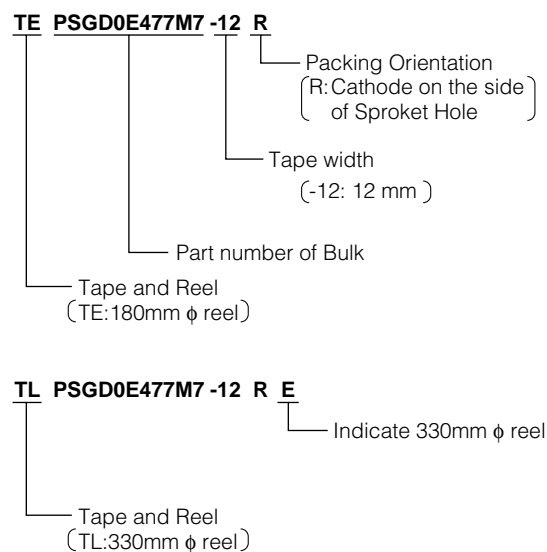 TE PSGD0E477M7 -12 R
Packing Orientation
(R:Cathode on the side
of Sproket Hole)
Tape width
(-12: 12 mm )
Part number of Bulk
Tape and Reel
(TE:180mm ϕ reel)
TL PSGD0E477M7 -12 R E
Indicate 330mm ϕ reel
Tape and Reel
(TL:330mm ϕ reel)